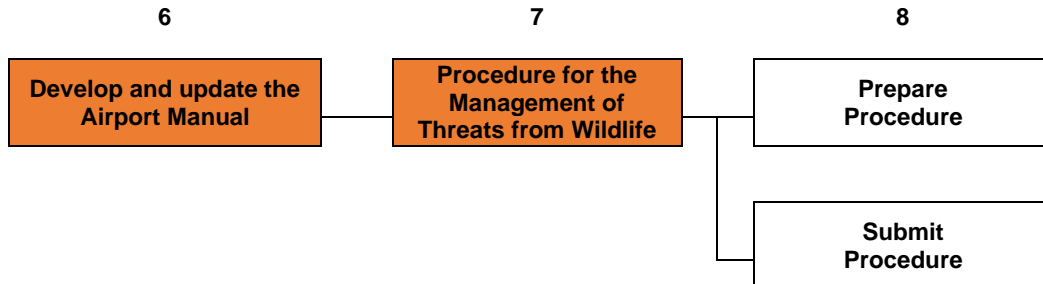 6
7
8
Develop and update the
Airport Manual
Procedure for the
Management of
Threats from Wildlife
Prepare
Procedure
Submit
Procedure